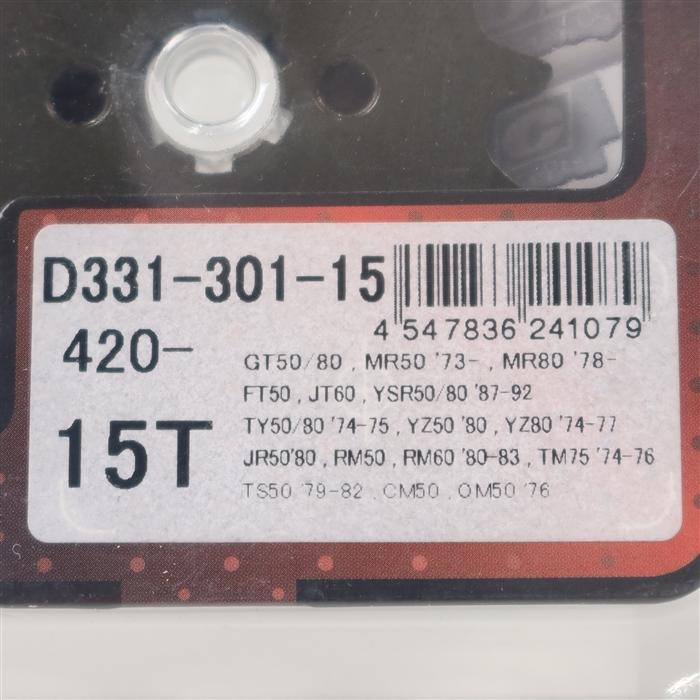 D331-301-15
4 547836 241079
420-
15T
GT50/80 , MR50 '73- , MR80 '78-
FT50 , JT60 , YSR50/80 '87-92
TY50/80 '74-75 , YZ50 '80 , YZ80 '74-77
JR50'80 , RM50 , RM60 '80-83 , TM75 '74-76
TS50 '79-82 , CM50 , OM50 '76